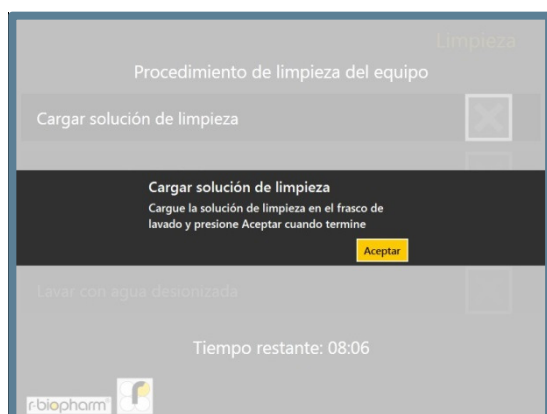 Limpieza
Procedimiento de limpieza del equipo
Cargar solución de limpieza
Cargar solución de limpieza
Cargue la solución de limpieza en el frasco de
lavado y presione Aceptar cuando termine
Aceptar
Lavar con agua desionizada
Tiempo restante: 08:06
r-biopharm